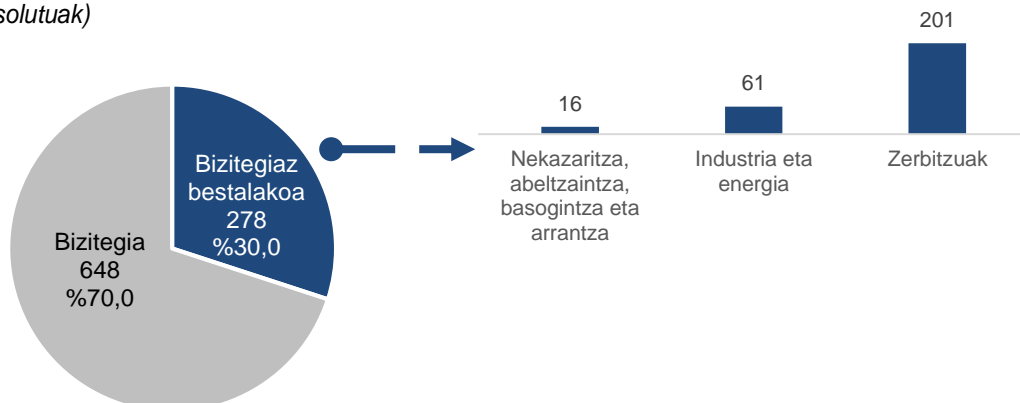 solutuak)
Bizitegiaz
bestalakoa
278
%30,0
Bizitegia
648
%70,0
16
61
201
Nekazaritza,
abeltzaintza,
basogintza eta
arrantza
Industria eta
energia
Zerbitzuak